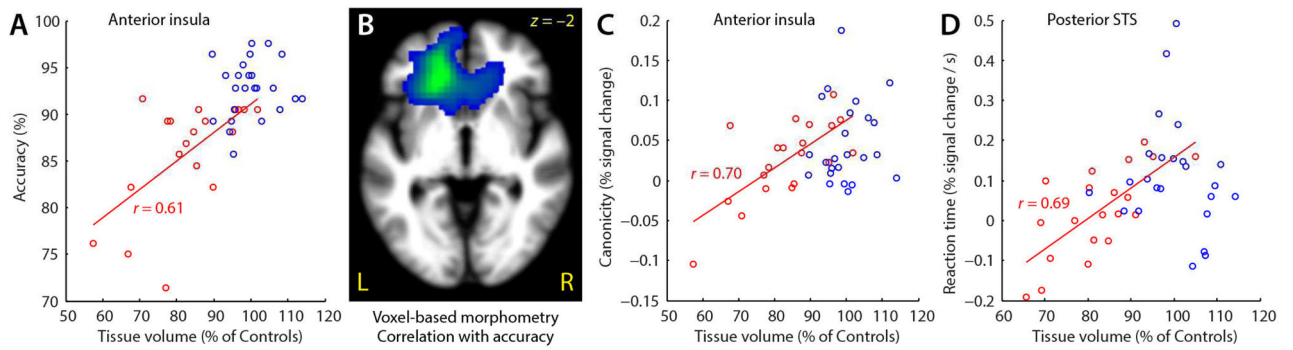 A
Anterior insula
Accuracy (%)
100
95
90
85
80
75
70
r = 0.61
50 60 70 80 90 100 110 120
Tissue volume (% of Controls)
B
z = −2
L
R
Voxel-based morphometry
Correlation with accuracy
C
Anterior insula
Canonicity (% signal change)
0.2
0.15
0.1
0.05
0
−0.05
−0.1
−0.15
r = 0.70
50 60 70 80 90 100 110 120
Tissue volume (% of Controls)
D
Posterior STS
Reaction time (% signal change / s)
0.5
0.4
0.3
0.2
0.1
0
−0.1
−0.2
r = 0.69
60 70 80 90 100 110 120
Tissue volume (% of Controls)